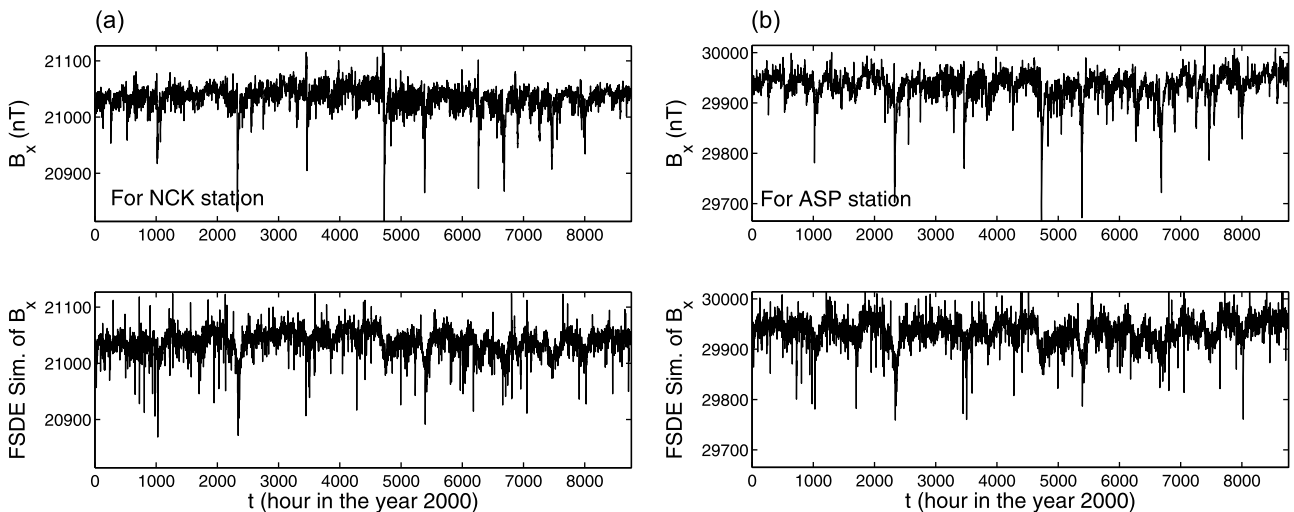 (a)
21100
21000
20900
B_x (nT)
For NCK station
0 1000 2000 3000 4000 5000 6000 7000 8000
21100
21000
20900
FSDE Sim. of B_x
0 1000 2000 3000 4000 5000 6000 7000 8000
t (hour in the year 2000)
(b)
30000
29900
29800
29700
B_x (nT)
For ASP station
0 1000 2000 3000 4000 5000 6000 7000 8000
30000
29900
29800
29700
FSDE Sim. of B_x
0 1000 2000 3000 4000 5000 6000 7000 8000
t (hour in the year 2000)